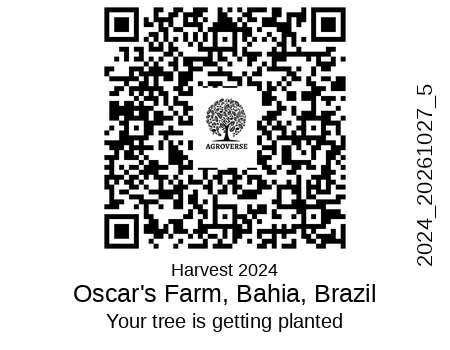 AGROVERSE
Harvest 2024
Oscar's Farm, Bahia, Brazil
Your tree is getting planted
2024_20261027_5